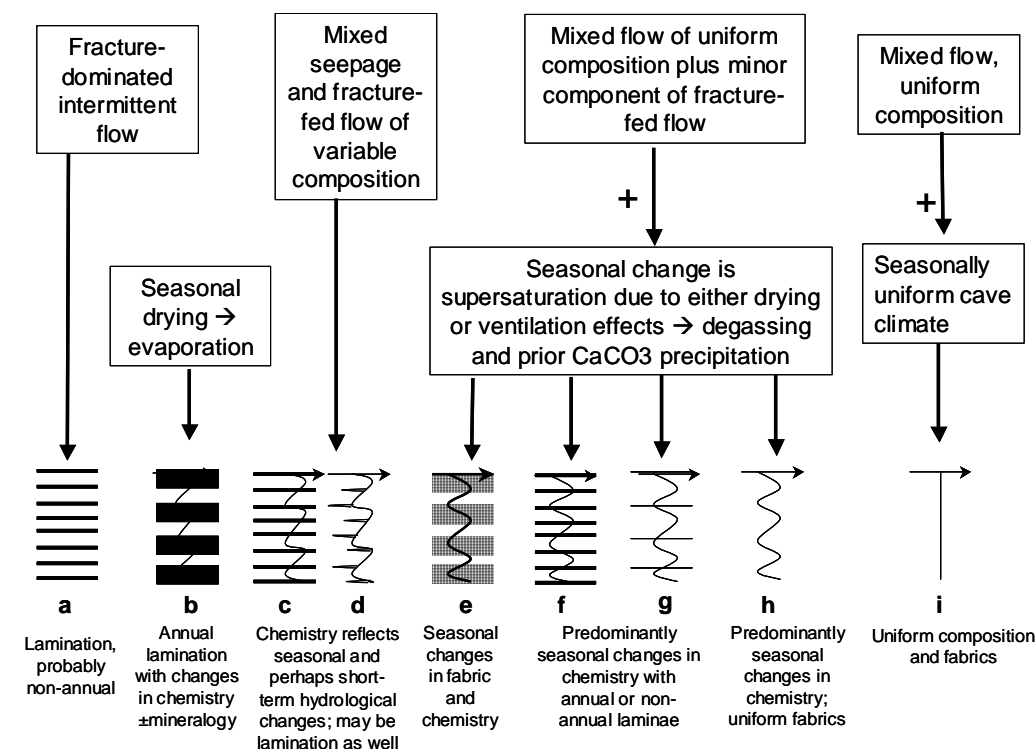 Fracture-
dominated
intermittent
flow
Mixed
seepage
and fracture-
fed flow of
variable
composition
Mixed flow of uniform
composition plus minor
component of fracture-
fed flow
Mixed flow,
uniform
composition
+
+
Seasonal
drying →
evaporation
Seasonal change is
supersaturation due to either drying
or ventilation effects → degassing
and prior CaCO3 precipitation
Seasonally
uniform cave
climate
a
b
c
d
e
f
g
h
i
Lamination,
probably
non-annual
Annual
lamination
with changes
in chemistry
±mineralogy
Chemistry reflects
seasonal and
perhaps short-
term hydrological
changes; may be
lamination as well
Seasonal
changes
in fabric
and
chemistry
Predominantly
seasonal changes in
chemistry with
annual or non-
annual laminae
Predominantly
seasonal
changes in
chemistry;
uniform fabrics
Uniform composition
and fabrics